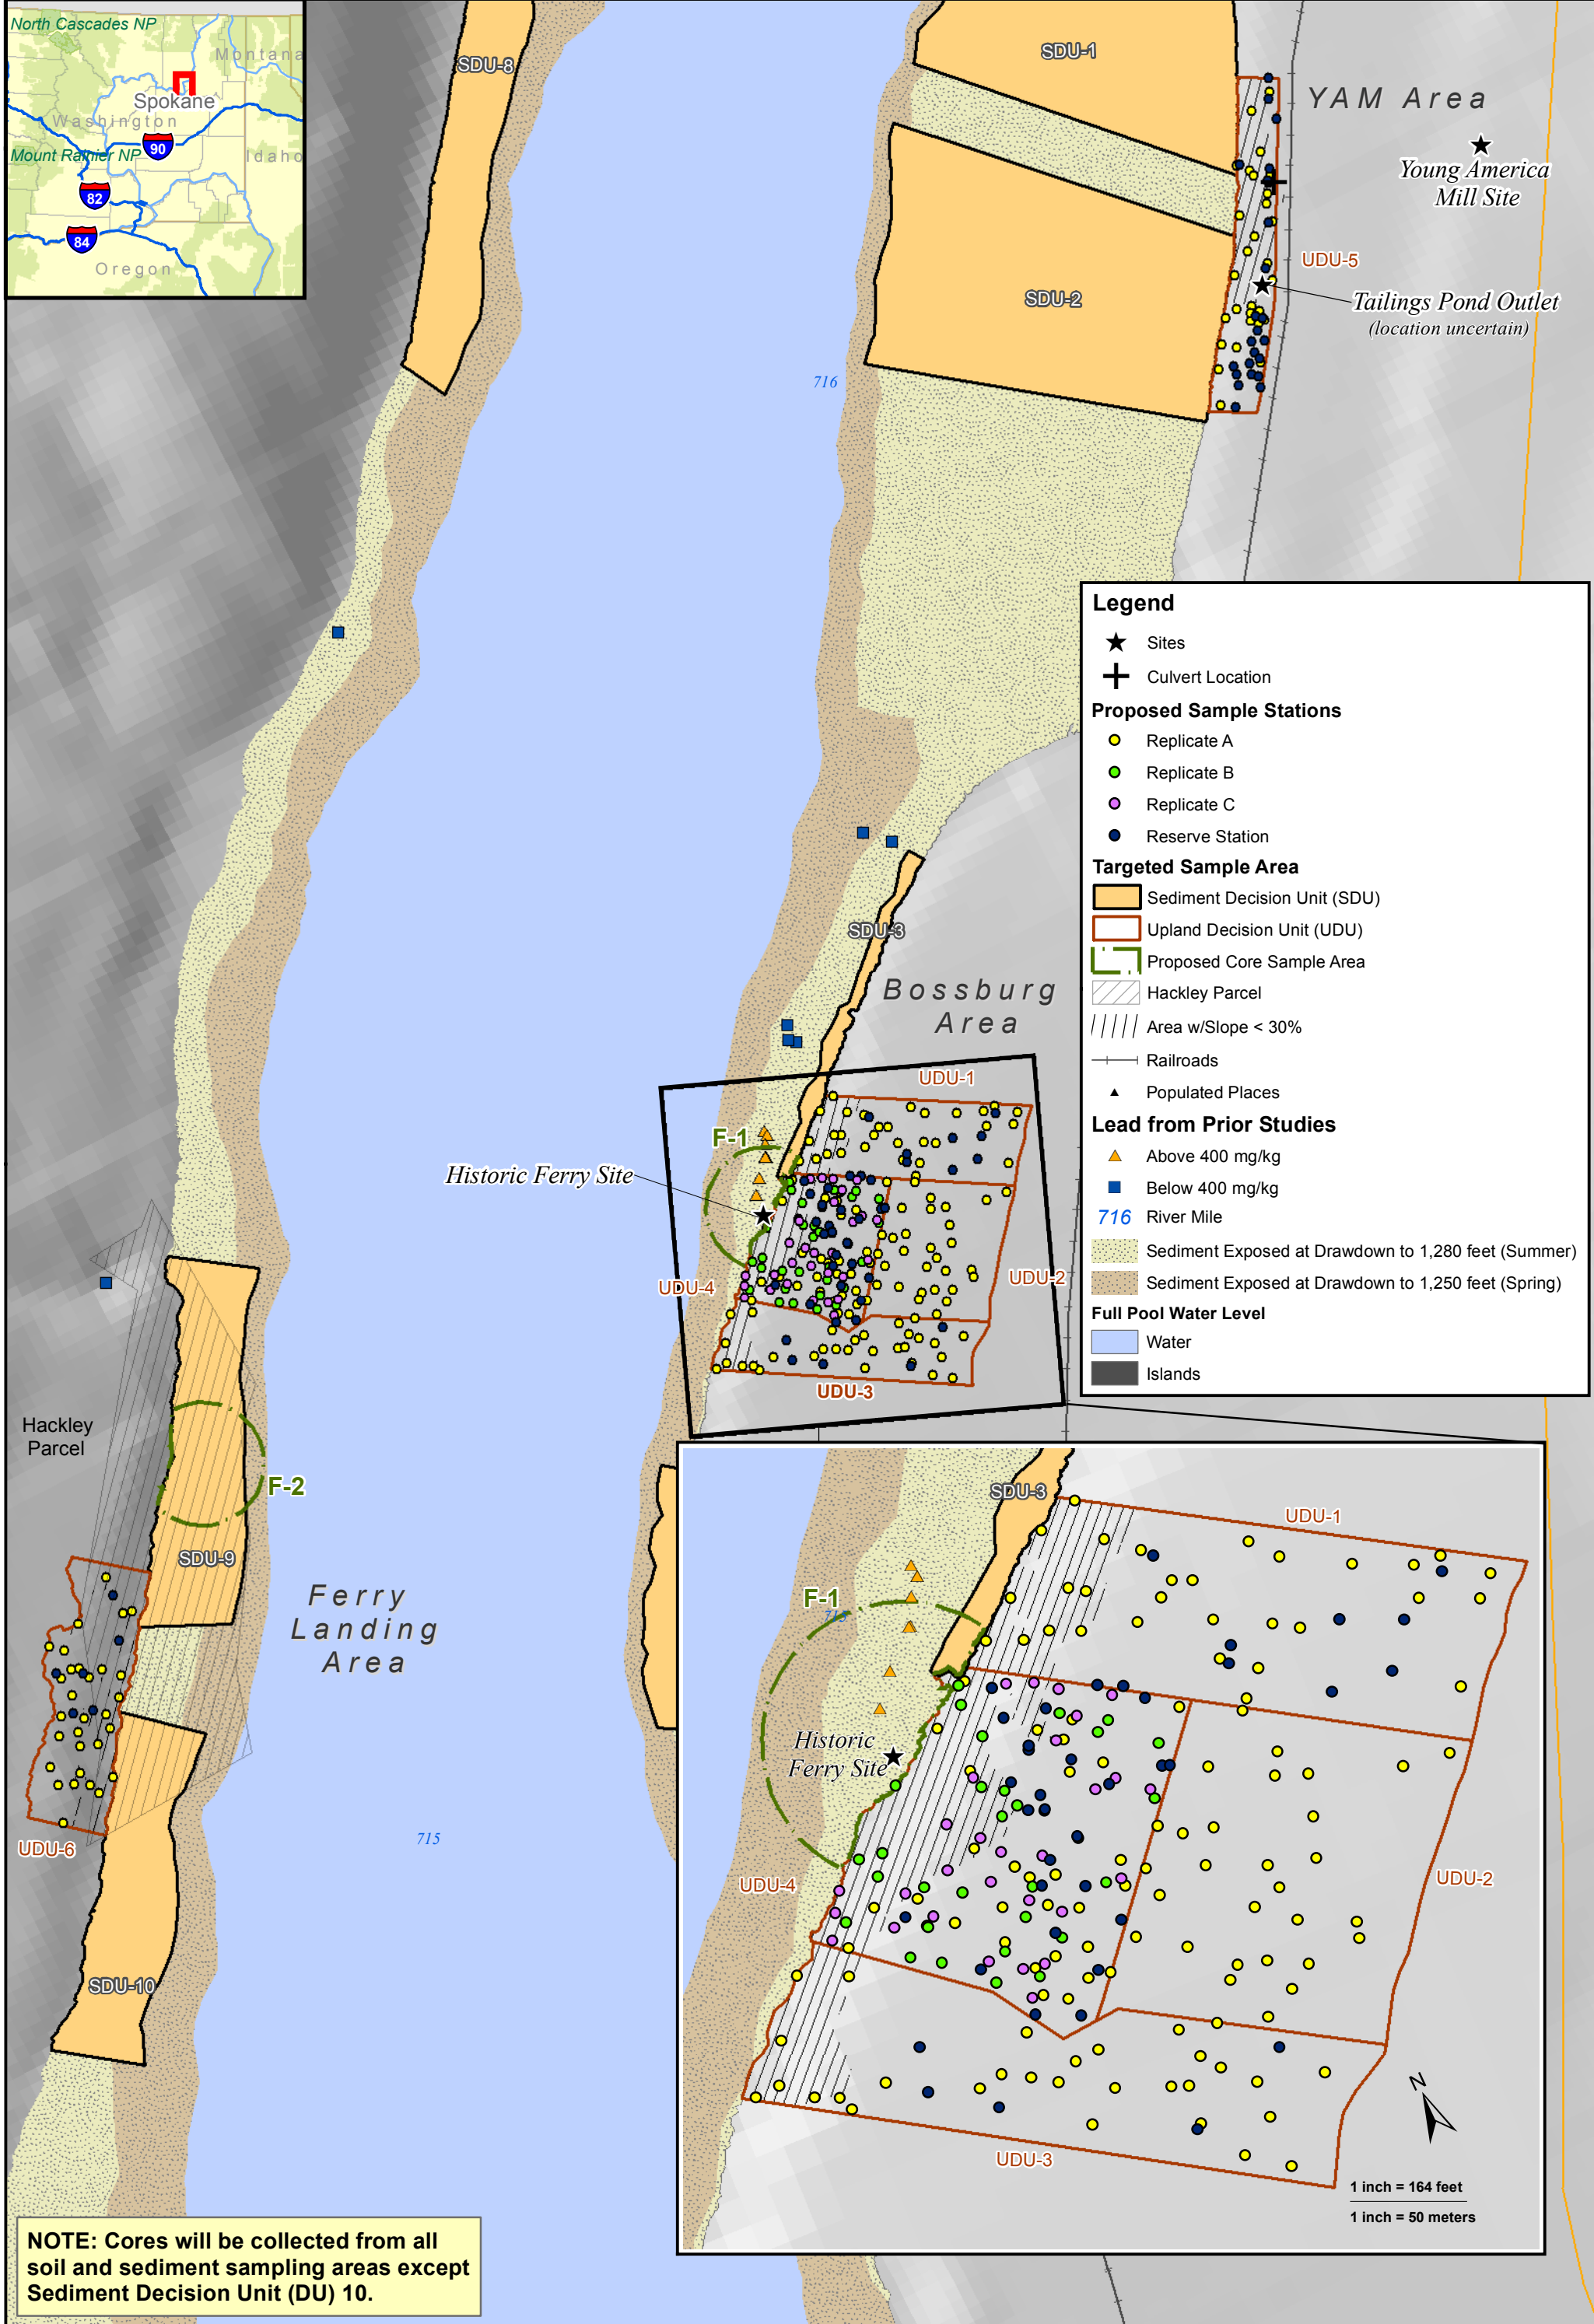 North Cascades NP
Montana
Spokane
Washington
90
Mount Rainier NP
Idaho
82
84
Oregon
SDU-8
SDU-1
YAM Area
Young America
Mill Site
UDU-5
SDU-2
Tailings Pond Outlet
(location uncertain)
716
Legend
Sites
Culvert Location
Proposed Sample Stations
Replicate A
Replicate B
Replicate C
Reserve Station
Targeted Sample Area
Sediment Decision Unit (SDU)
Upland Decision Unit (UDU)
Proposed Core Sample Area
Hackley Parcel
Area w/Slope < 30%
Railroads
Populated Places
Lead from Prior Studies
Above 400 mg/kg
Below 400 mg/kg
716 River Mile
Sediment Exposed at Drawdown to 1,280 feet (Summer)
Sediment Exposed at Drawdown to 1,250 feet (Spring)
Full Pool Water Level
Water
Islands
SDU-3
Bossburg
Area
UDU-1
F-1
Historic Ferry Site
UDU-2
UDU-4
UDU-3
Hackley
Parcel
F-2
SDU-9
Ferry
Landing
Area
715
UDU-6
SDU-10
SDU-3
UDU-1
F-1
715
Historic
Ferry Site
UDU-4
UDU-2
UDU-3
N
1 inch = 164 feet
1 inch = 50 meters
NOTE: Cores will be collected from all
soil and sediment sampling areas except
Sediment Decision Unit (DU) 10.